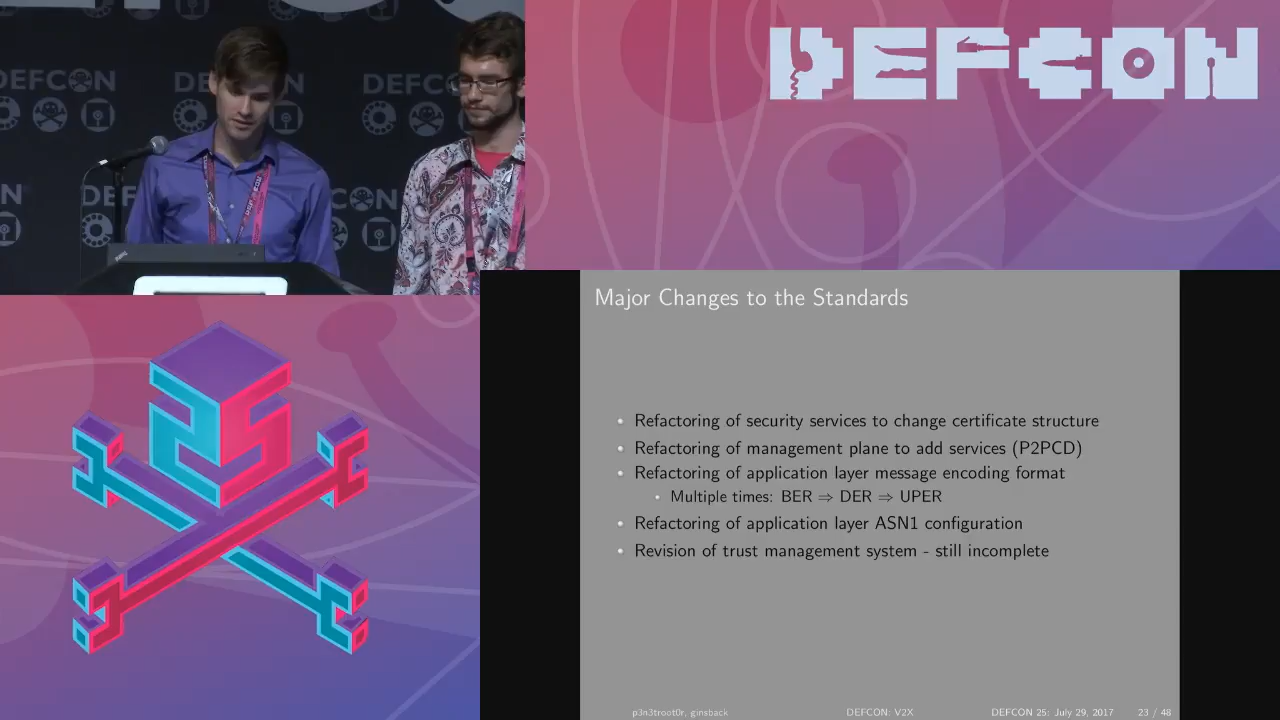 DEFCON
DEFCON
DEFCON
DEFCON
Major Changes to the Standards
Refactoring of security services to change certificate structure
Refactoring of management plane to add services (P2PCD)
Refactoring of application layer message encoding format
Multiple times: BER ⇒ DER ⇒ UPER
Refactoring of application layer ASN1 configuration
Revision of trust management system - still incomplete
p3n3troot0r, ginsback
DEFCON: V2X
DEFCON 25: July 29, 2017
23 / 48